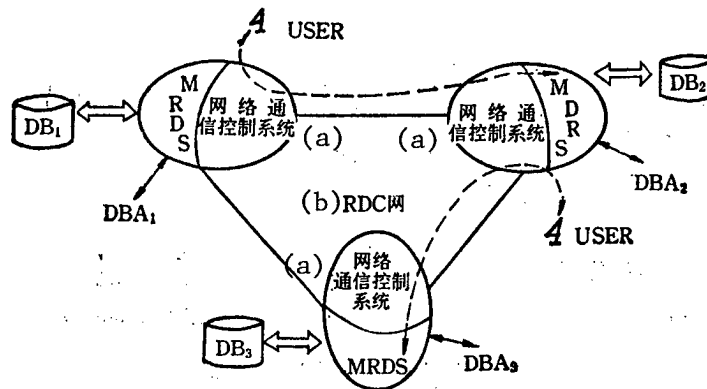 USER
M
R
D
S
网络通
信控制系统
DB₁
(a)
DBA₁
M
D
R
S
网络通
信控制系统
DB₂
(a)
DBA₂
USER
(b) RDC网
(a)
网络
通信控制
系统
MRDS
DB₃
DBA₃